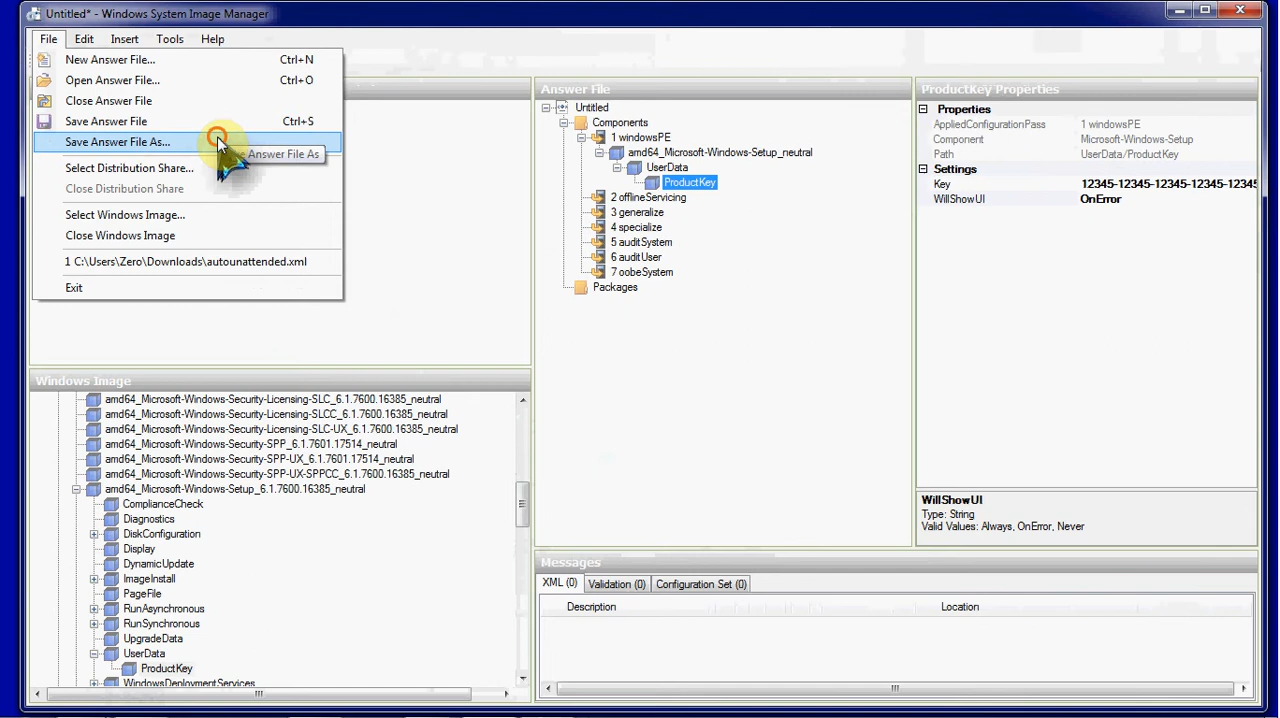 Untitled* - Windows System Image Manager
File Edit Insert Tools Help
New Answer File... Ctrl+N
Open Answer File... Ctrl+O
Close Answer File
Save Answer File Ctrl+S
Save Answer File As...
Answer File As
Select Distribution Share...
Close Distribution Share
Select Windows Image...
Close Windows Image
1 C:\Users\Zero\Downloads\autounattended.xml
Exit
Windows Image
amd64_Microsoft-Windows-Security-Licensing-SLC_6.1.7600.16385_neutral
amd64_Microsoft-Windows-Security-Licensing-SLCC_6.1.7600.16385_neutral
amd64_Microsoft-Windows-Security-Licensing-SLC-UX_6.1.7600.16385_neutral
amd64_Microsoft-Windows-Security-SPP_6.1.7601.17514_neutral
amd64_Microsoft-Windows-Security-SPP-UX_6.1.7601.17514_neutral
amd64_Microsoft-Windows-Security-SPP-UX-SPPCC_6.1.7600.16385_neutral
amd64_Microsoft-Windows-Setup_6.1.7600.16385_neutral
ComplianceCheck
Diagnostics
DiskConfiguration
Display
DynamicUpdate
ImageInstall
PageFile
RunAsynchronous
RunSynchronous
UpgradeData
UserData
ProductKey
WindowsDeploymentServices
Answer File
Untitled
Components
1 windowsPE
amd64_Microsoft-Windows-Setup_neutral
UserData
ProductKey
2 offlineServicing
3 generalize
4 specialize
5 auditSystem
6 auditUser
7 oobeSystem
Packages
ProductKey Properties
Properties
AppliedConfigurationPass 1 windowsPE
Component Microsoft-Windows-Setup
Path UserData/ProductKey
Settings
Key 12345-12345-12345-12345-12345
WillShowUI OnError
WillShowUI
Type: String
Valid Values: Always, OnError, Never
Messages
XML (0) Validation (0) Configuration Set (0)
Description Location